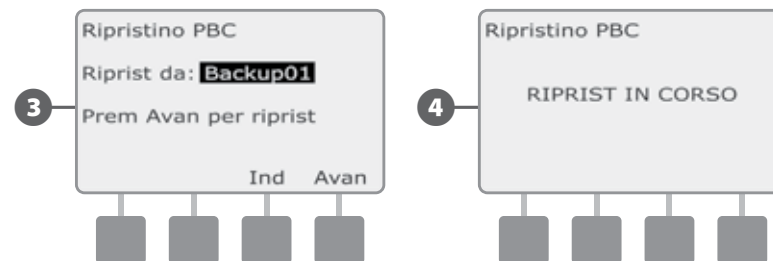 3
Ripristino PBC
Riprist da: Backup01
Prem Avan per riprist
Ind Avan
4
Ripristino PBC
RIPRIST IN CORSO